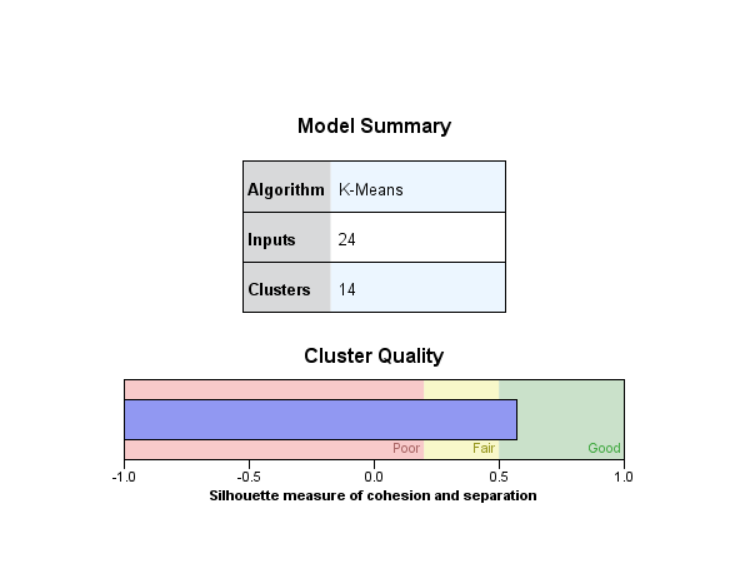 Model Summary
Algorithm K-Means
Inputs 24
Clusters 14
Cluster Quality
Poor Fair Good
-1.0 -0.5 0.0 0.5 1.0
Silhouette measure of cohesion and separation